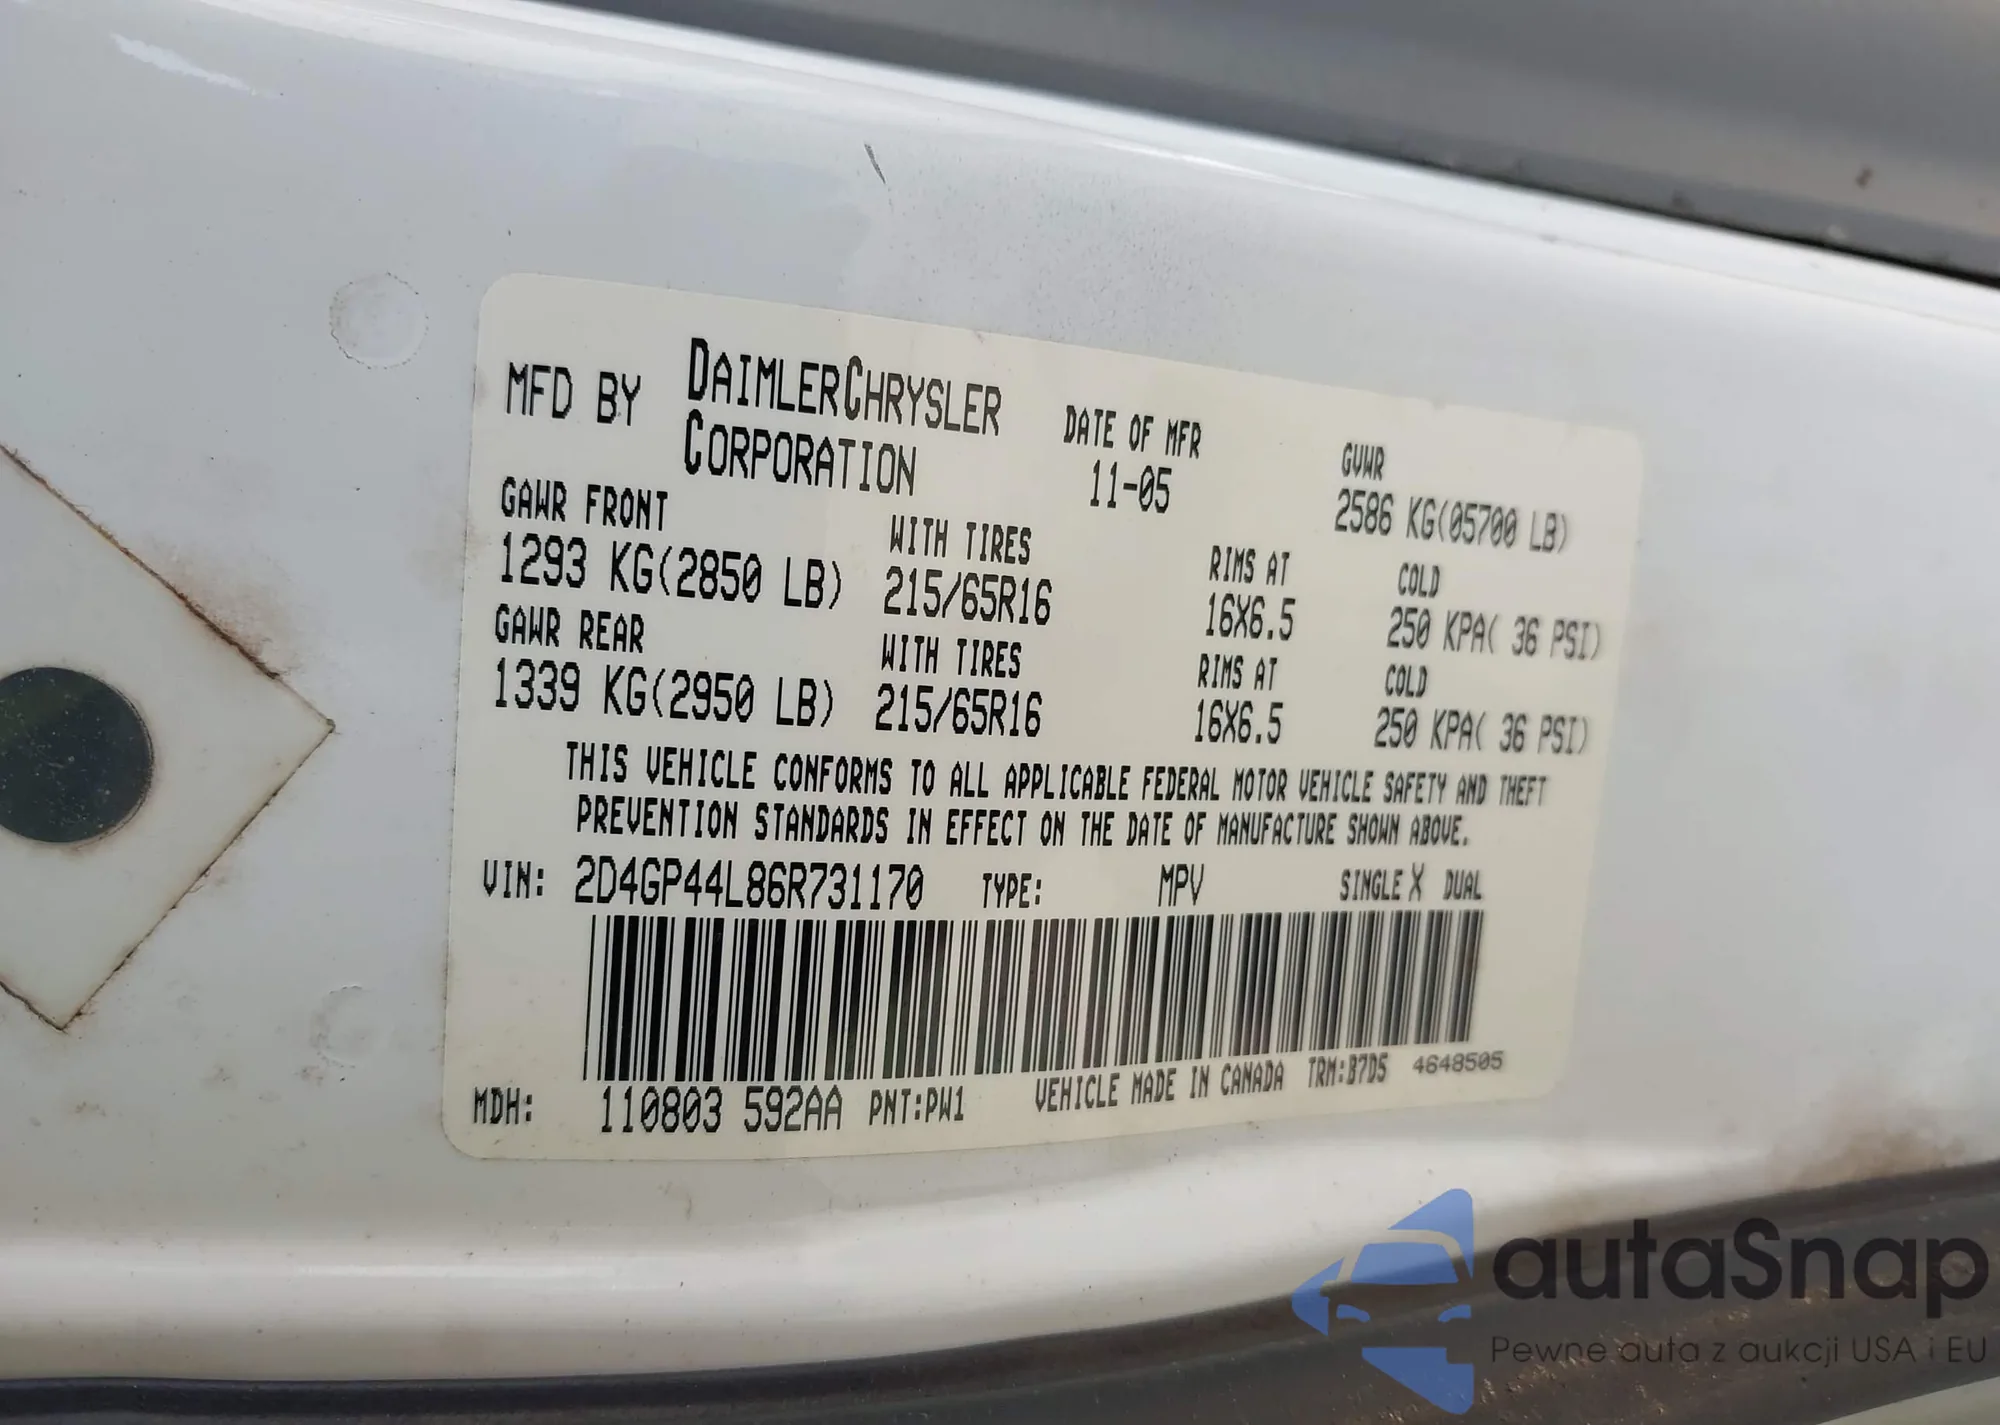 MFD BY DAIMLERCHRYSLER CORPORATION
DATE OF MFR 11-05
GVWR 2586 KG(05700 LB)
GAWR FRONT WITH TIRES RIMS AT COLD
1293 KG(2850 LB) 215/65R16 16X6.5 250 KPA( 36 PSI)
GAWR REAR WITH TIRES RIMS AT COLD
1339 KG(2950 LB) 215/65R16 16X6.5 250 KPA( 36 PSI)
THIS VEHICLE CONFORMS TO ALL APPLICABLE FEDERAL MOTOR VEHICLE SAFETY AND THEFT
PREVENTION STANDARDS IN EFFECT ON THE DATE OF MANUFACTURE SHOWN ABOVE.
VIN: 2D4GP44L86R731170 TYPE: MPV SINGLE X DUAL
MDH: 110803 592AA PNT:PW1 VEHICLE MADE IN CANADA TRM:B7D5 4648505
autaSnap
Pewne auta z aukcji USA i EU